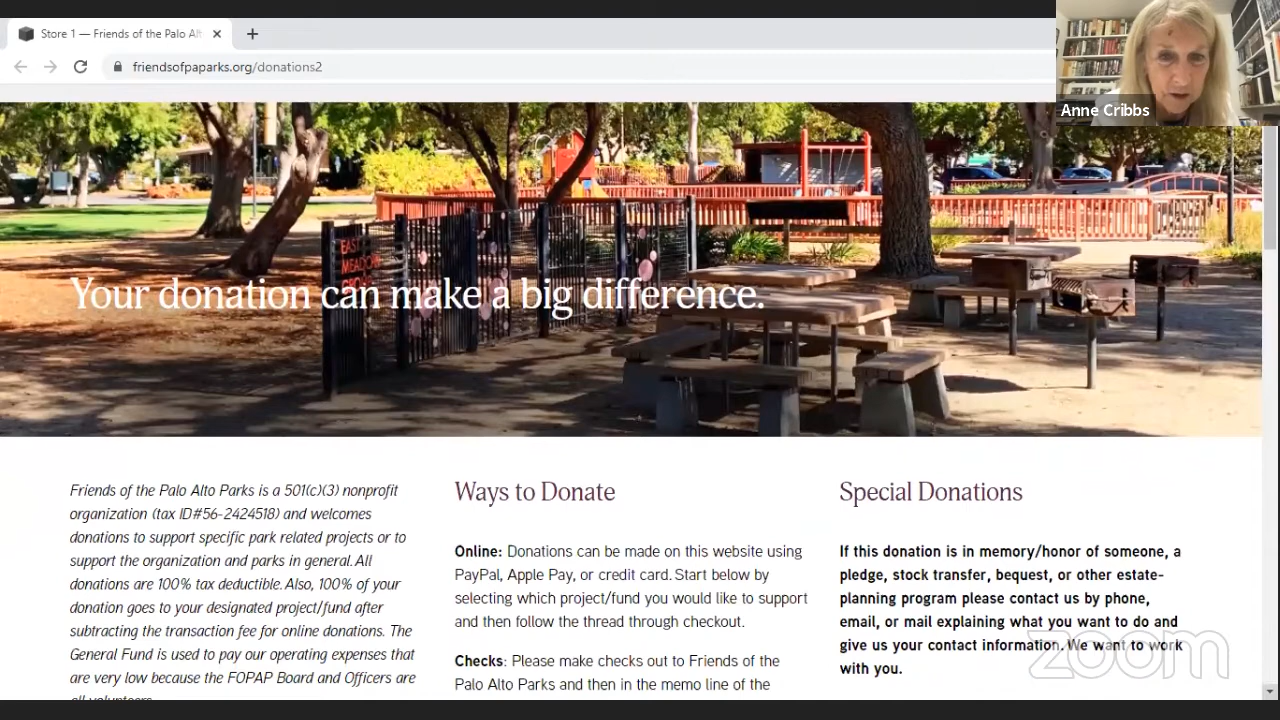 Store 1 — Friends of the Palo Alt
friendsofpaparks.org/donations2
Anne Cribbs
EAST
MEADOW
Your donation can make a big difference.
Friends of the Palo Alto Parks is a 501(c)(3) nonprofit
organization (tax ID#56-2424518) and welcomes
donations to support specific park related projects or to
support the organization and parks in general. All
donations are 100% tax deductible. Also, 100% of your
donation goes to your designated project/fund after
subtracting the transaction fee for online donations. The
General Fund is used to pay our operating expenses that
are very low because the FOPAP Board and Officers are
all volunteers.
Ways to Donate
Online: Donations can be made on this website using
PayPal, Apple Pay, or credit card. Start below by
selecting which project/fund you would like to support
and then follow the thread through checkout.
Checks: Please make checks out to Friends of the
Palo Alto Parks and then in the memo line of the
Special Donations
If this donation is in memory/honor of someone, a
pledge, stock transfer, bequest, or other estate-
planning program please contact us by phone,
email, or mail explaining what you want to do and
give us your contact information. We want to work
with you.
zoom